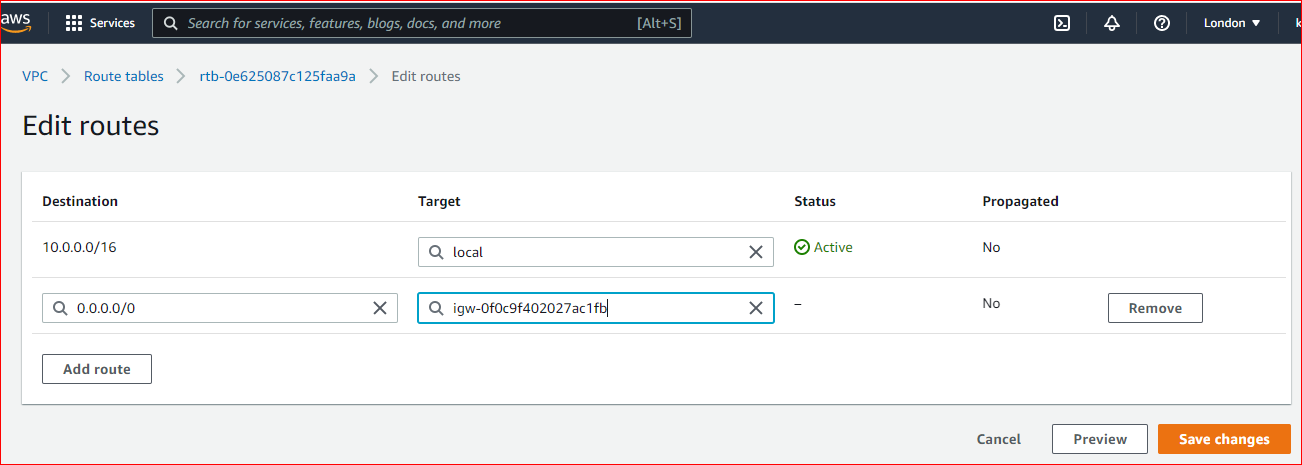 aws Services Search for services, features, blogs, docs, and more [Alt+S] London ▼ k
VPC > Route tables > rtb-0e625087c125faa9a > Edit routes
Edit routes
Destination Target Status Propagated
10.0.0.0/16 local Active No
0.0.0.0/0 igw-0f0c9f402027ac1fb – No Remove
Add route
Cancel Preview Save changes